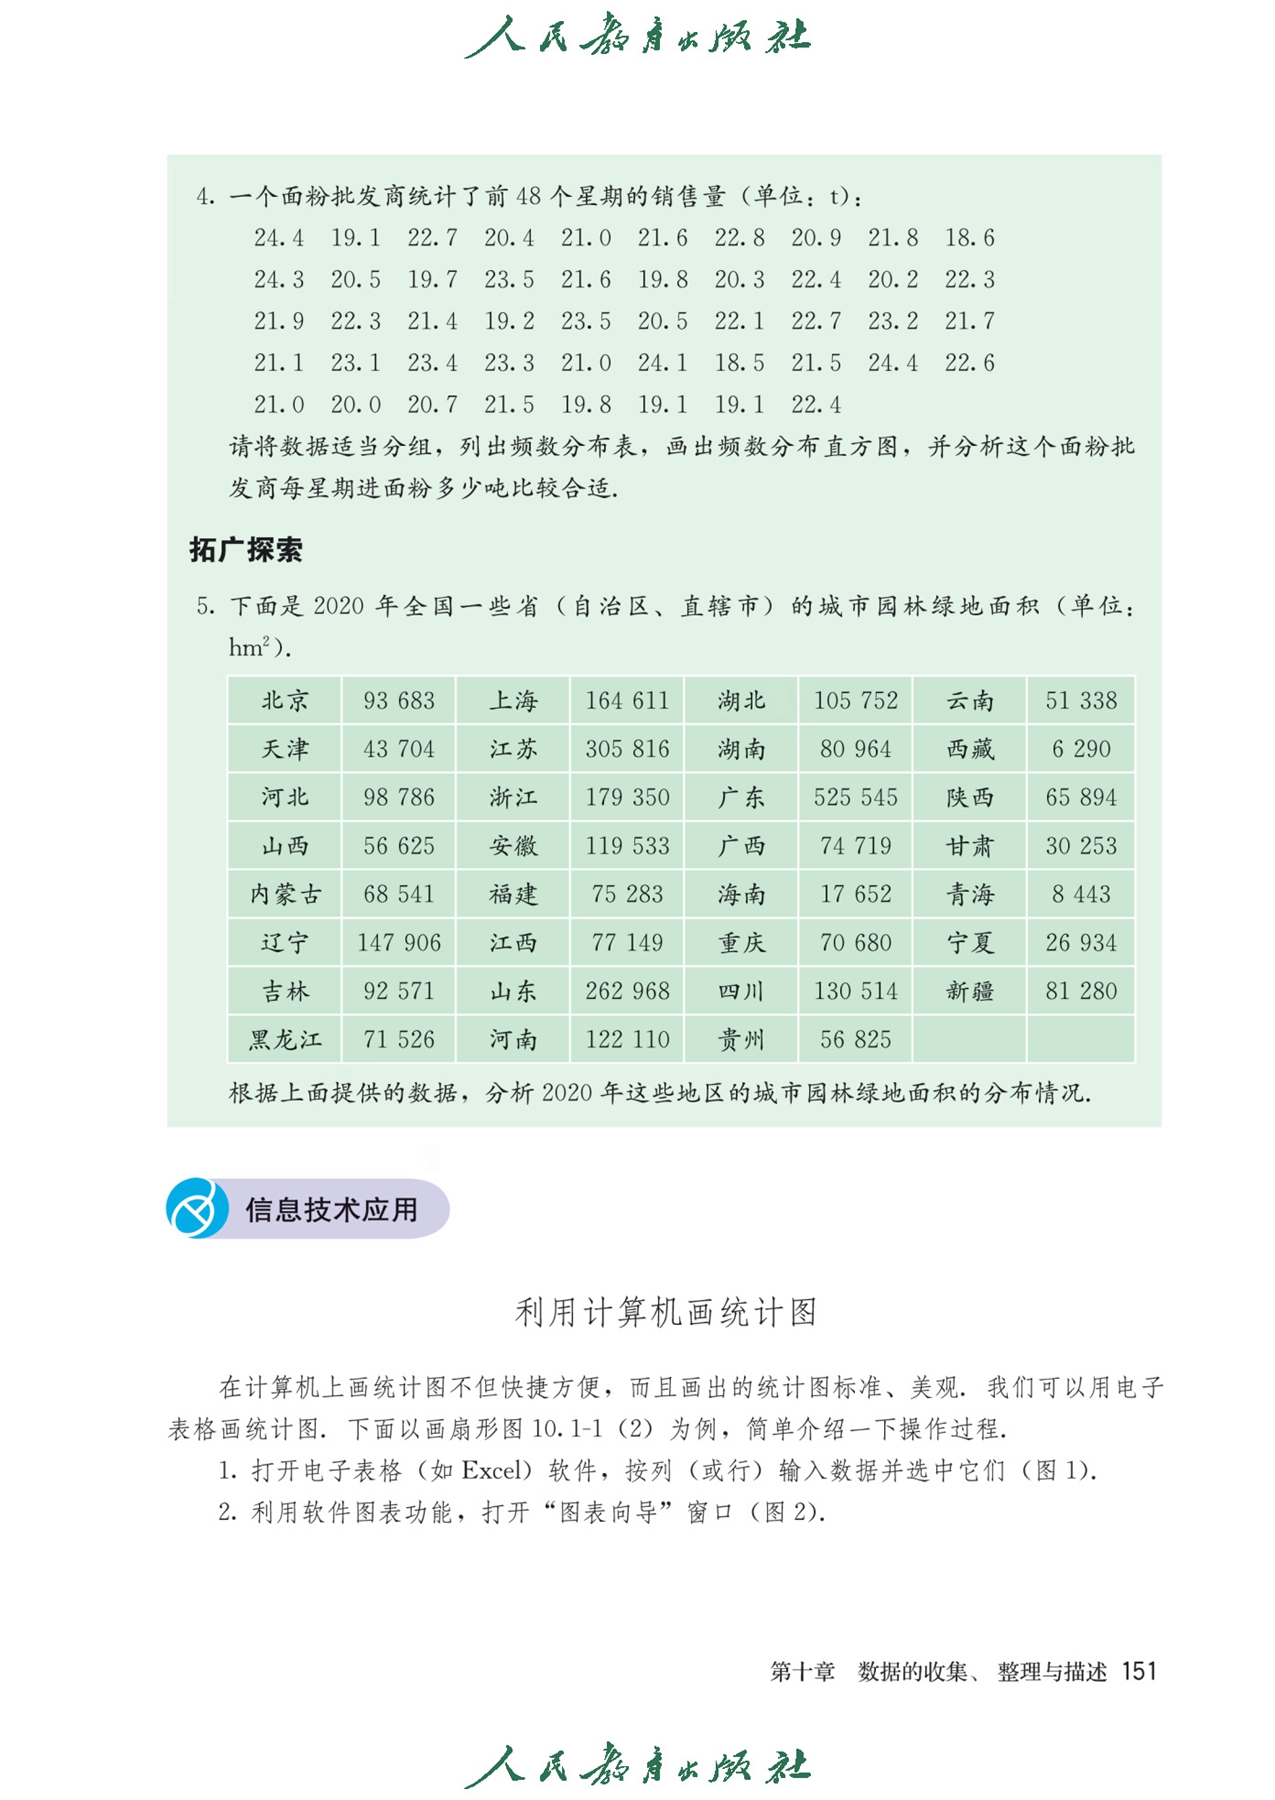 人民教育出版社
4. 一个面粉批发商统计了前 48 个星期的销售量（单位：t）：
24.4 19.1 22.7 20.4 21.0 21.6 22.8 20.9 21.8 18.6
24.3 20.5 19.7 23.5 21.6 19.8 20.3 22.4 20.2 22.3
21.9 22.3 21.4 19.2 23.5 20.5 22.1 22.7 23.2 21.7
21.1 23.1 23.4 23.3 21.0 24.1 18.5 21.5 24.4 22.6
21.0 20.0 20.7 21.5 19.8 19.1 19.1 22.4
请将数据适当分组，列出频数分布表，画出频数分布直方图，并分析这个面粉批
发商每星期进面粉多少吨比较合适.
拓广探索
5. 下面是 2020 年全国一些省（自治区、直辖市）的城市园林绿地面积（单位：
hm²）.
北京 93 683 上海 164 611 湖北 105 752 云南 51 338
天津 43 704 江苏 305 816 湖南 80 964 西藏 6 290
河北 98 786 浙江 179 350 广东 525 545 陕西 65 894
山西 56 625 安徽 119 533 广西 74 719 甘肃 30 253
内蒙古 68 541 福建 75 283 海南 17 652 青海 8 443
辽宁 147 906 江西 77 149 重庆 70 680 宁夏 26 934
吉林 92 571 山东 262 968 四川 130 514 新疆 81 280
黑龙江 71 526 河南 122 110 贵州 56 825
根据上面提供的数据，分析 2020 年这些地区的城市园林绿地面积的分布情况.
信息技术应用
利用计算机画统计图
在计算机上画统计图不但快捷方便，而且画出的统计图标准、美观. 我们可以用电子
表格画统计图. 下面以画扇形图 10.1-1（2）为例，简单介绍一下操作过程.
1. 打开电子表格（如 Excel）软件，按列（或行）输入数据并选中它们（图 1）.
2. 利用软件图表功能，打开“图表向导”窗口（图 2）.
第十章 数据的收集、整理与描述 151
人民教育出版社